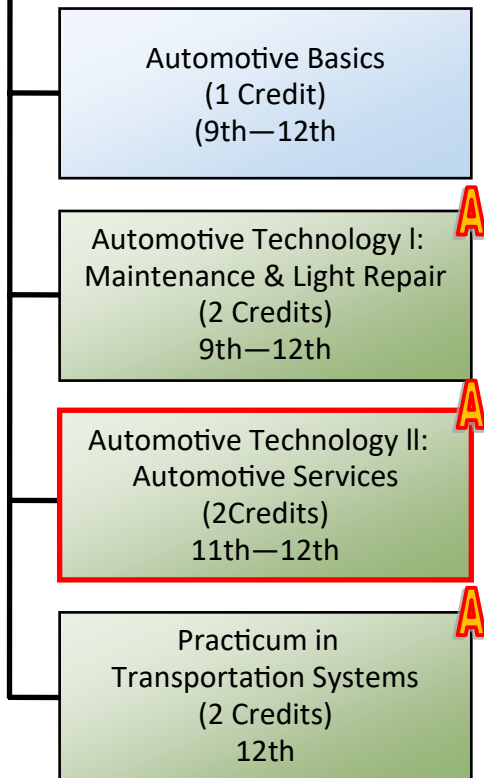 Automotive Basics
(1 Credit)
(9th—12th
A
Automotive Technology l:
Maintenance & Light Repair
(2 Credits)
9th—12th
A
Automotive Technology ll:
Automotive Services
(2Credits)
11th—12th
A
Practicum in
Transportation Systems
(2 Credits)
12th